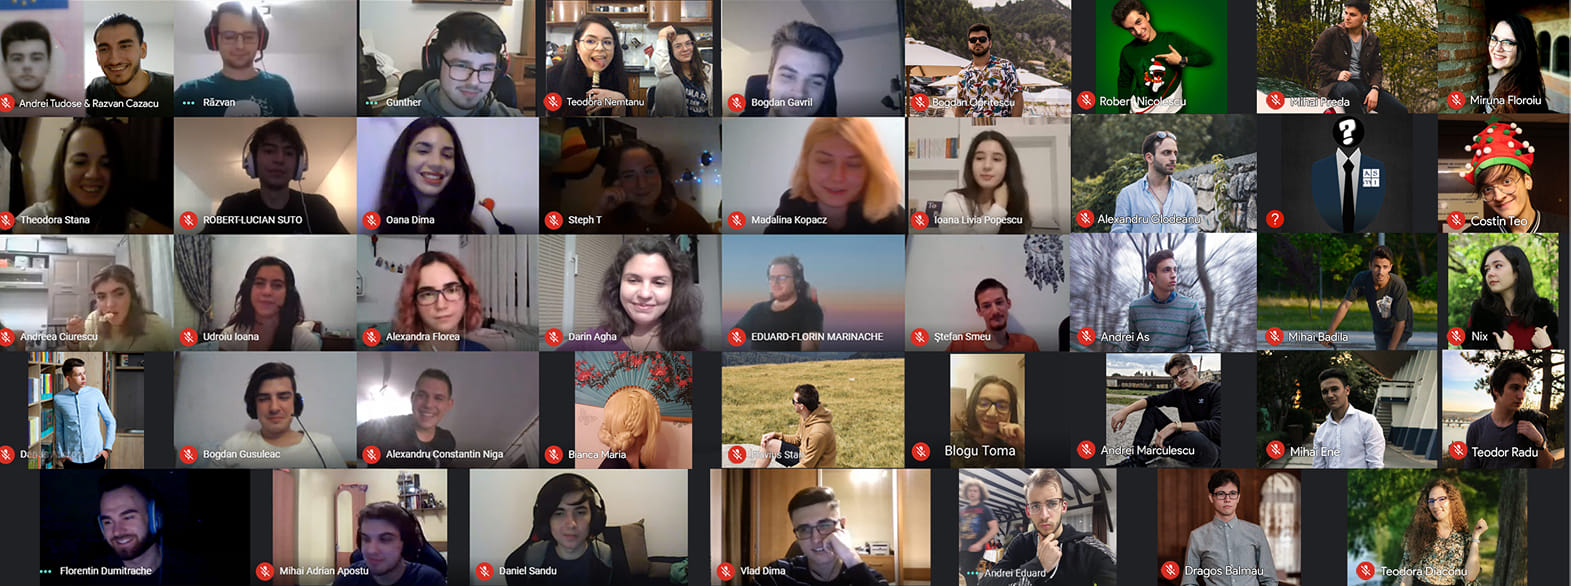 Andrei Tudose & Razvan Cazacu
Răzvan
Gunther
Teodora Nemtanu
Bogdan Gavril
Bogdan Ogritescu
Robert Nicolescu
Mihai Preda
Miruna Floroiu
Theodora Stana
ROBERT-LUCIAN SUTO
Oana Dima
Steph T
Madalina Kopacz
Ioana Livia Popescu
Alexandru Glodeanu
?
AS
MI
?
Costin Teo
Andreea Ciurescu
Udroiu Ioana
Alexandra Florea
Darin Agha
EDUARD-FLORIN MARINACHE
Ștefan Smeu
Andrei As
Mihai Badila
Nix
Bogdan Gusuleac
Alexandru Constantin Niga
Bianca Maria
Blogu Toma
Andrei Marculescu
Mihai Ene
Teodor Radu
Florentin Dumitrache
Mihai Adrian Apostu
Daniel Sandu
Vlad Dima
Andrei Eduard
Dragos Balmau
Teodora Diaconu